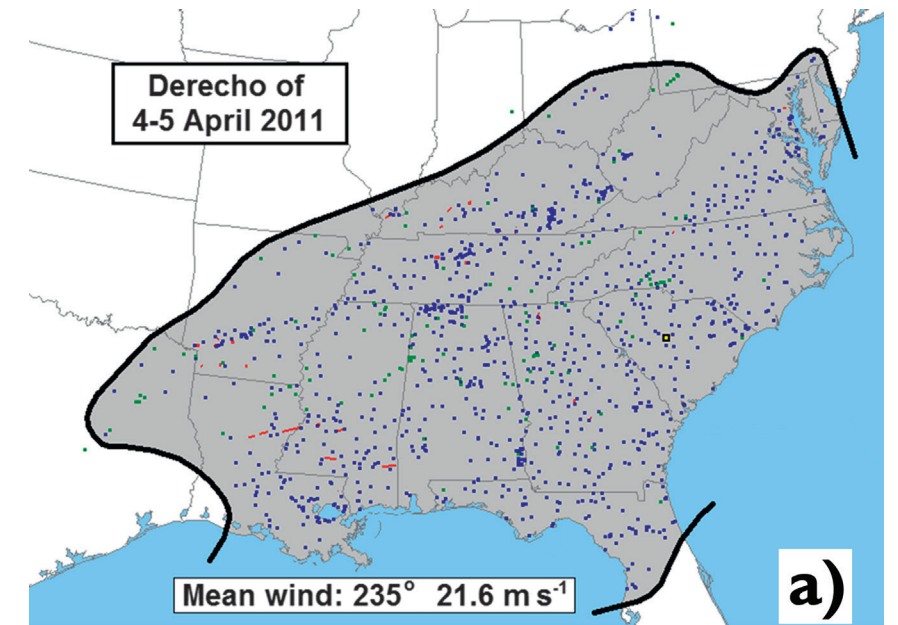 Derecho of
4-5 April 2011
Mean wind: 235° 21.6 m s⁻¹
a)